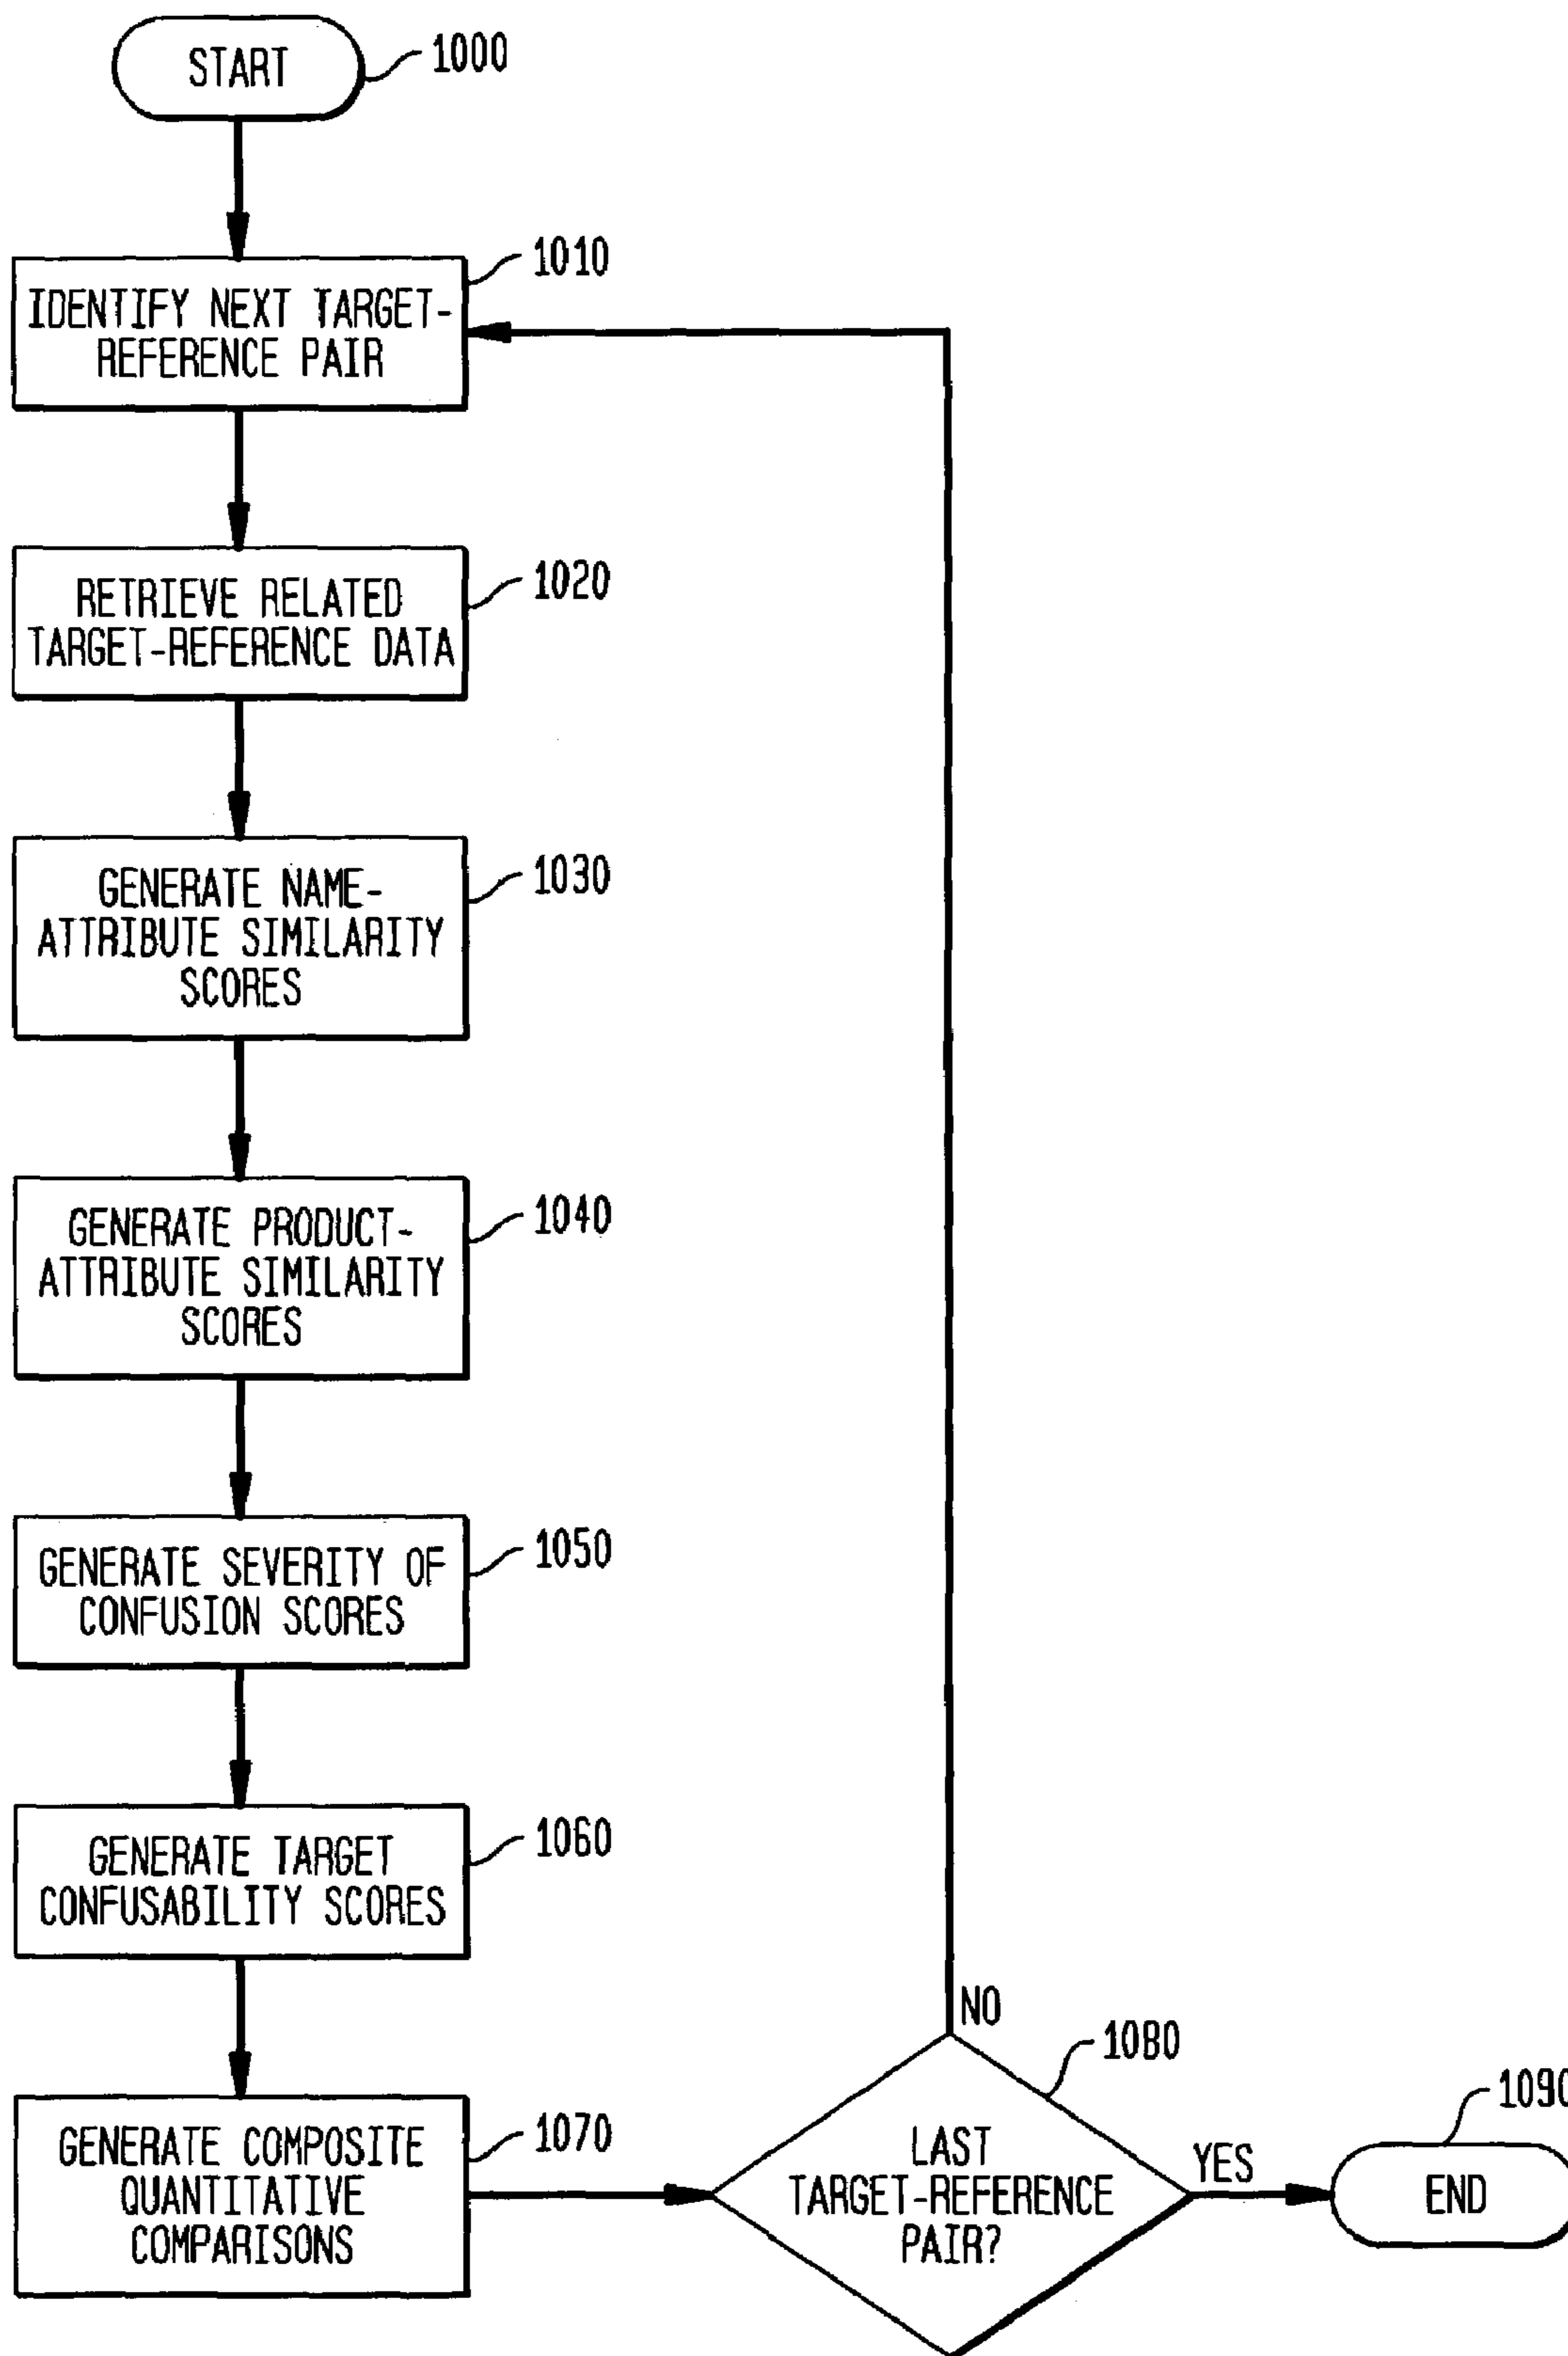 START
1000
1010
IDENTIFY NEXT TARGET-
REFERENCE PAIR
1020
RETRIEVE RELATED
TARGET-REFERENCE DATA
1030
GENERATE NAME-
ATTRIBUTE SIMILARITY
SCORES
1040
GENERATE PRODUCT-
ATTRIBUTE SIMILARITY
SCORES
1050
GENERATE SEVERITY OF
CONFUSION SCORES
1060
GENERATE TARGET
CONFUSABILITY SCORES
1070
GENERATE COMPOSITE
QUANTITATIVE
COMPARISONS
NO
1080
LAST
TARGET-REFERENCE
PAIR?
YES
1090
END